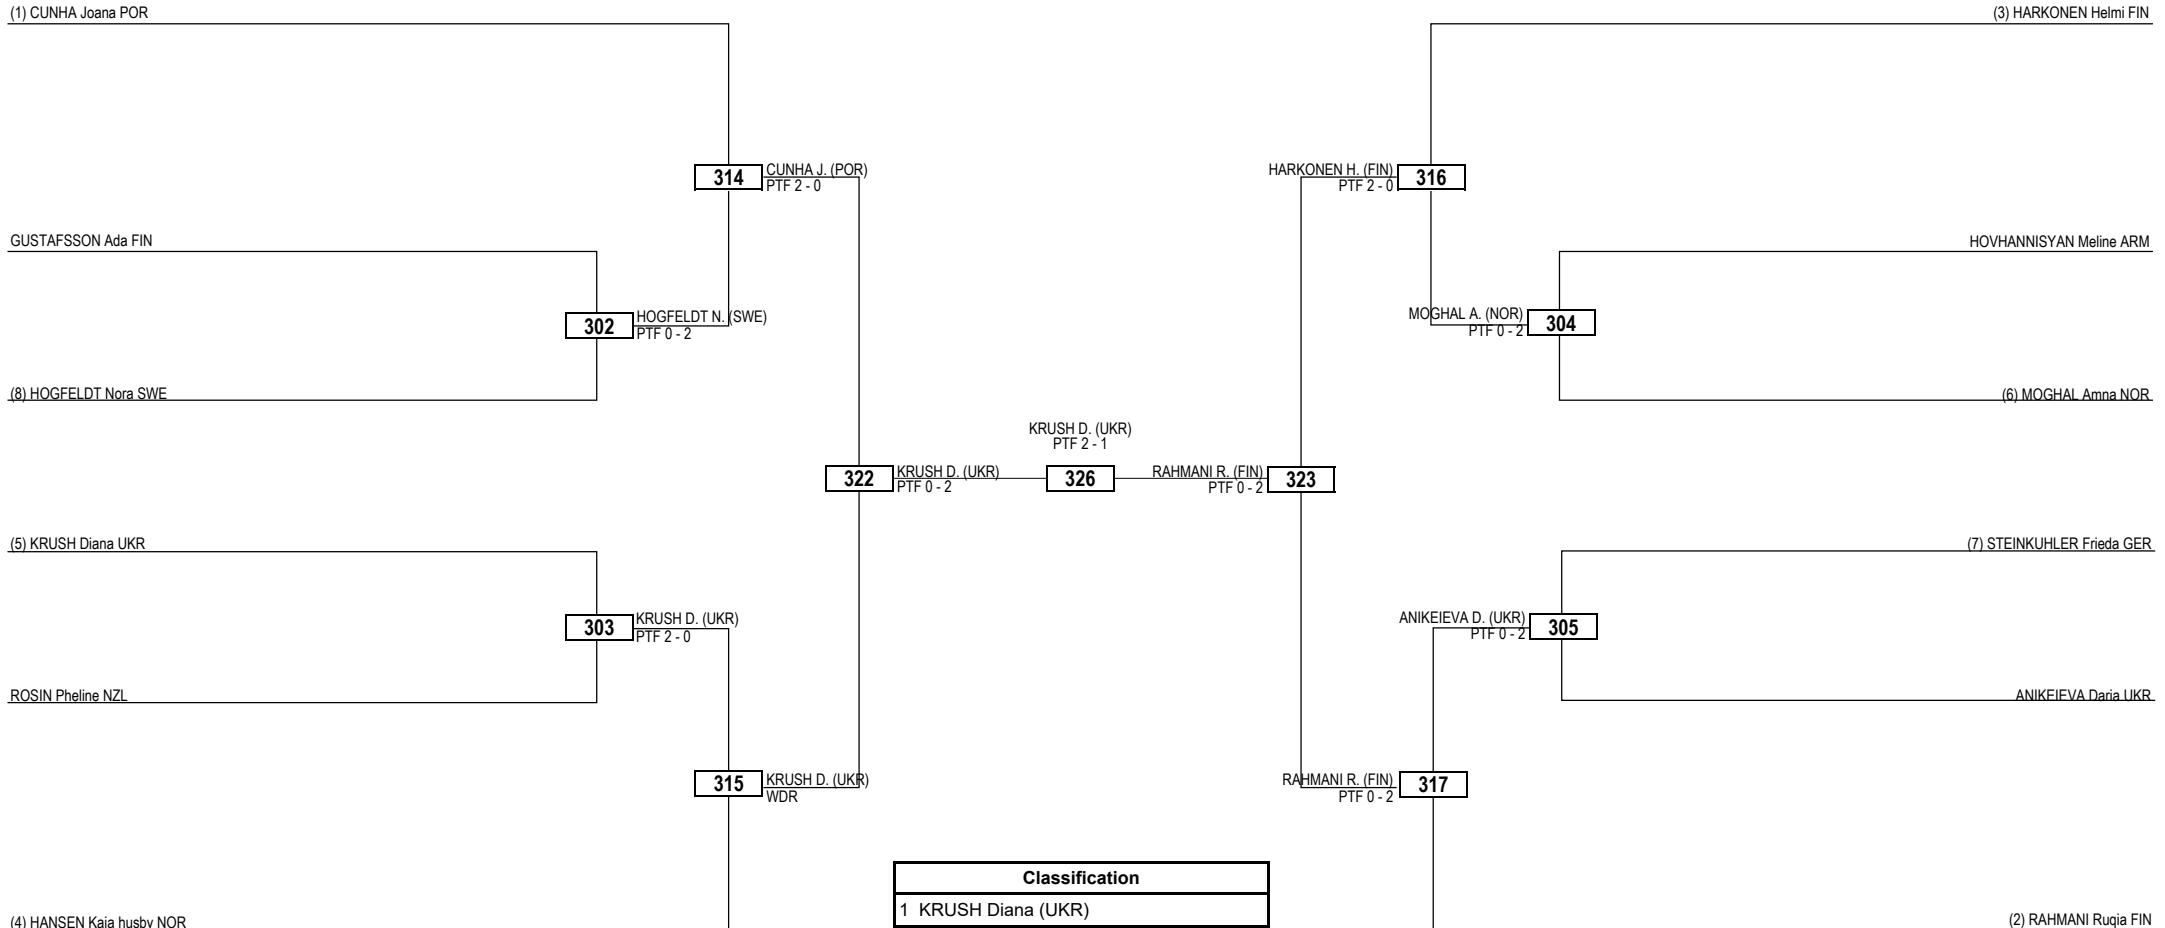 (1) CUNHA Joana POR
(3) HARKONEN Helmi FIN
314
CUNHA J. (POR)
PTF 2 - 0
HARKONEN H. (FIN)
PTF 2 - 0
316
GUSTAFSSON Ada FIN
HOVHANNISYAN Meline ARM
302
HOGFELDT N. (SWE)
PTF 0 - 2
MOGHAL A. (NOR)
PTF 0 - 2
304
(8) HOGFELDT Nora SWE
(6) MOGHAL Amna NOR
KRUSH D. (UKR)
PTF 2 - 1
322
KRUSH D. (UKR)
PTF 0 - 2
326
RAHMANI R. (FIN)
PTF 0 - 2
323
(5) KRUSH Diana UKR
(7) STEINKUHLER Frieda GER
303
KRUSH D. (UKR)
PTF 2 - 0
ANIKEIEVA D. (UKR)
PTF 0 - 2
305
ROSIN Pheline NZL
ANIKEIEVA Daria UKR
315
KRUSH D. (UKR)
WDR
RAHMANI R. (FIN)
PTF 0 - 2
317
Classification
1 KRUSH Diana (UKR)
(4) HANSEN Kaja husby NOR
(2) RAHMANI Ruqia FIN